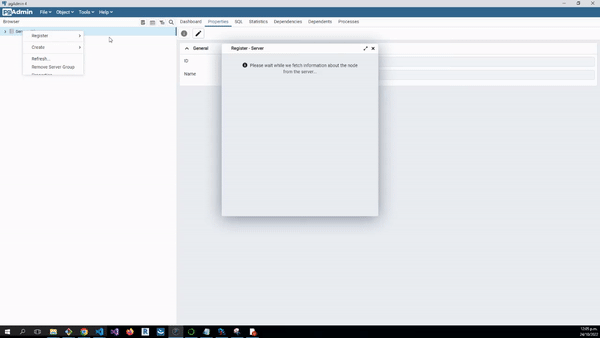 pgAdmin 4
pgAdmin
File
Object
Tools
Help
Browser
Dashboard
Properties
SQL
Statistics
Dependencies
Dependents
Processes
Register
Create
Refresh...
Remove Server Group
General
ID
Name
Register - Server
Please wait while we fetch information about the node
from the server...
12:05 p.m.
24/10/2022